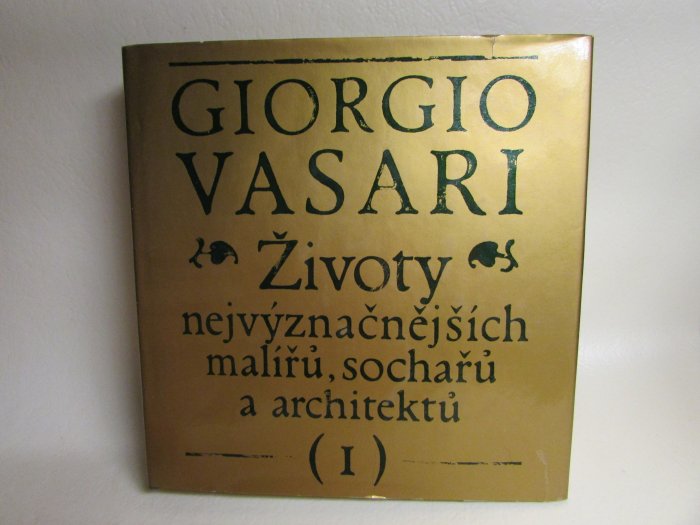 GIORGIO
VASARI
Životy
nejvýznačnějších
malířů, sochařů
a architektů
(I)